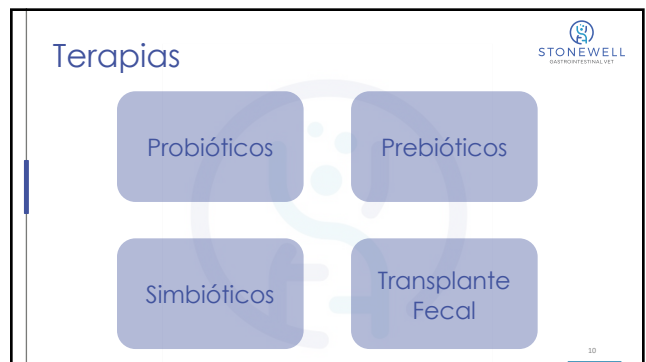 Terapias
STONEWELL
GASTROINTESTINAL VET
Probióticos
Prebióticos
Simbióticos
Transplante
Fecal
10